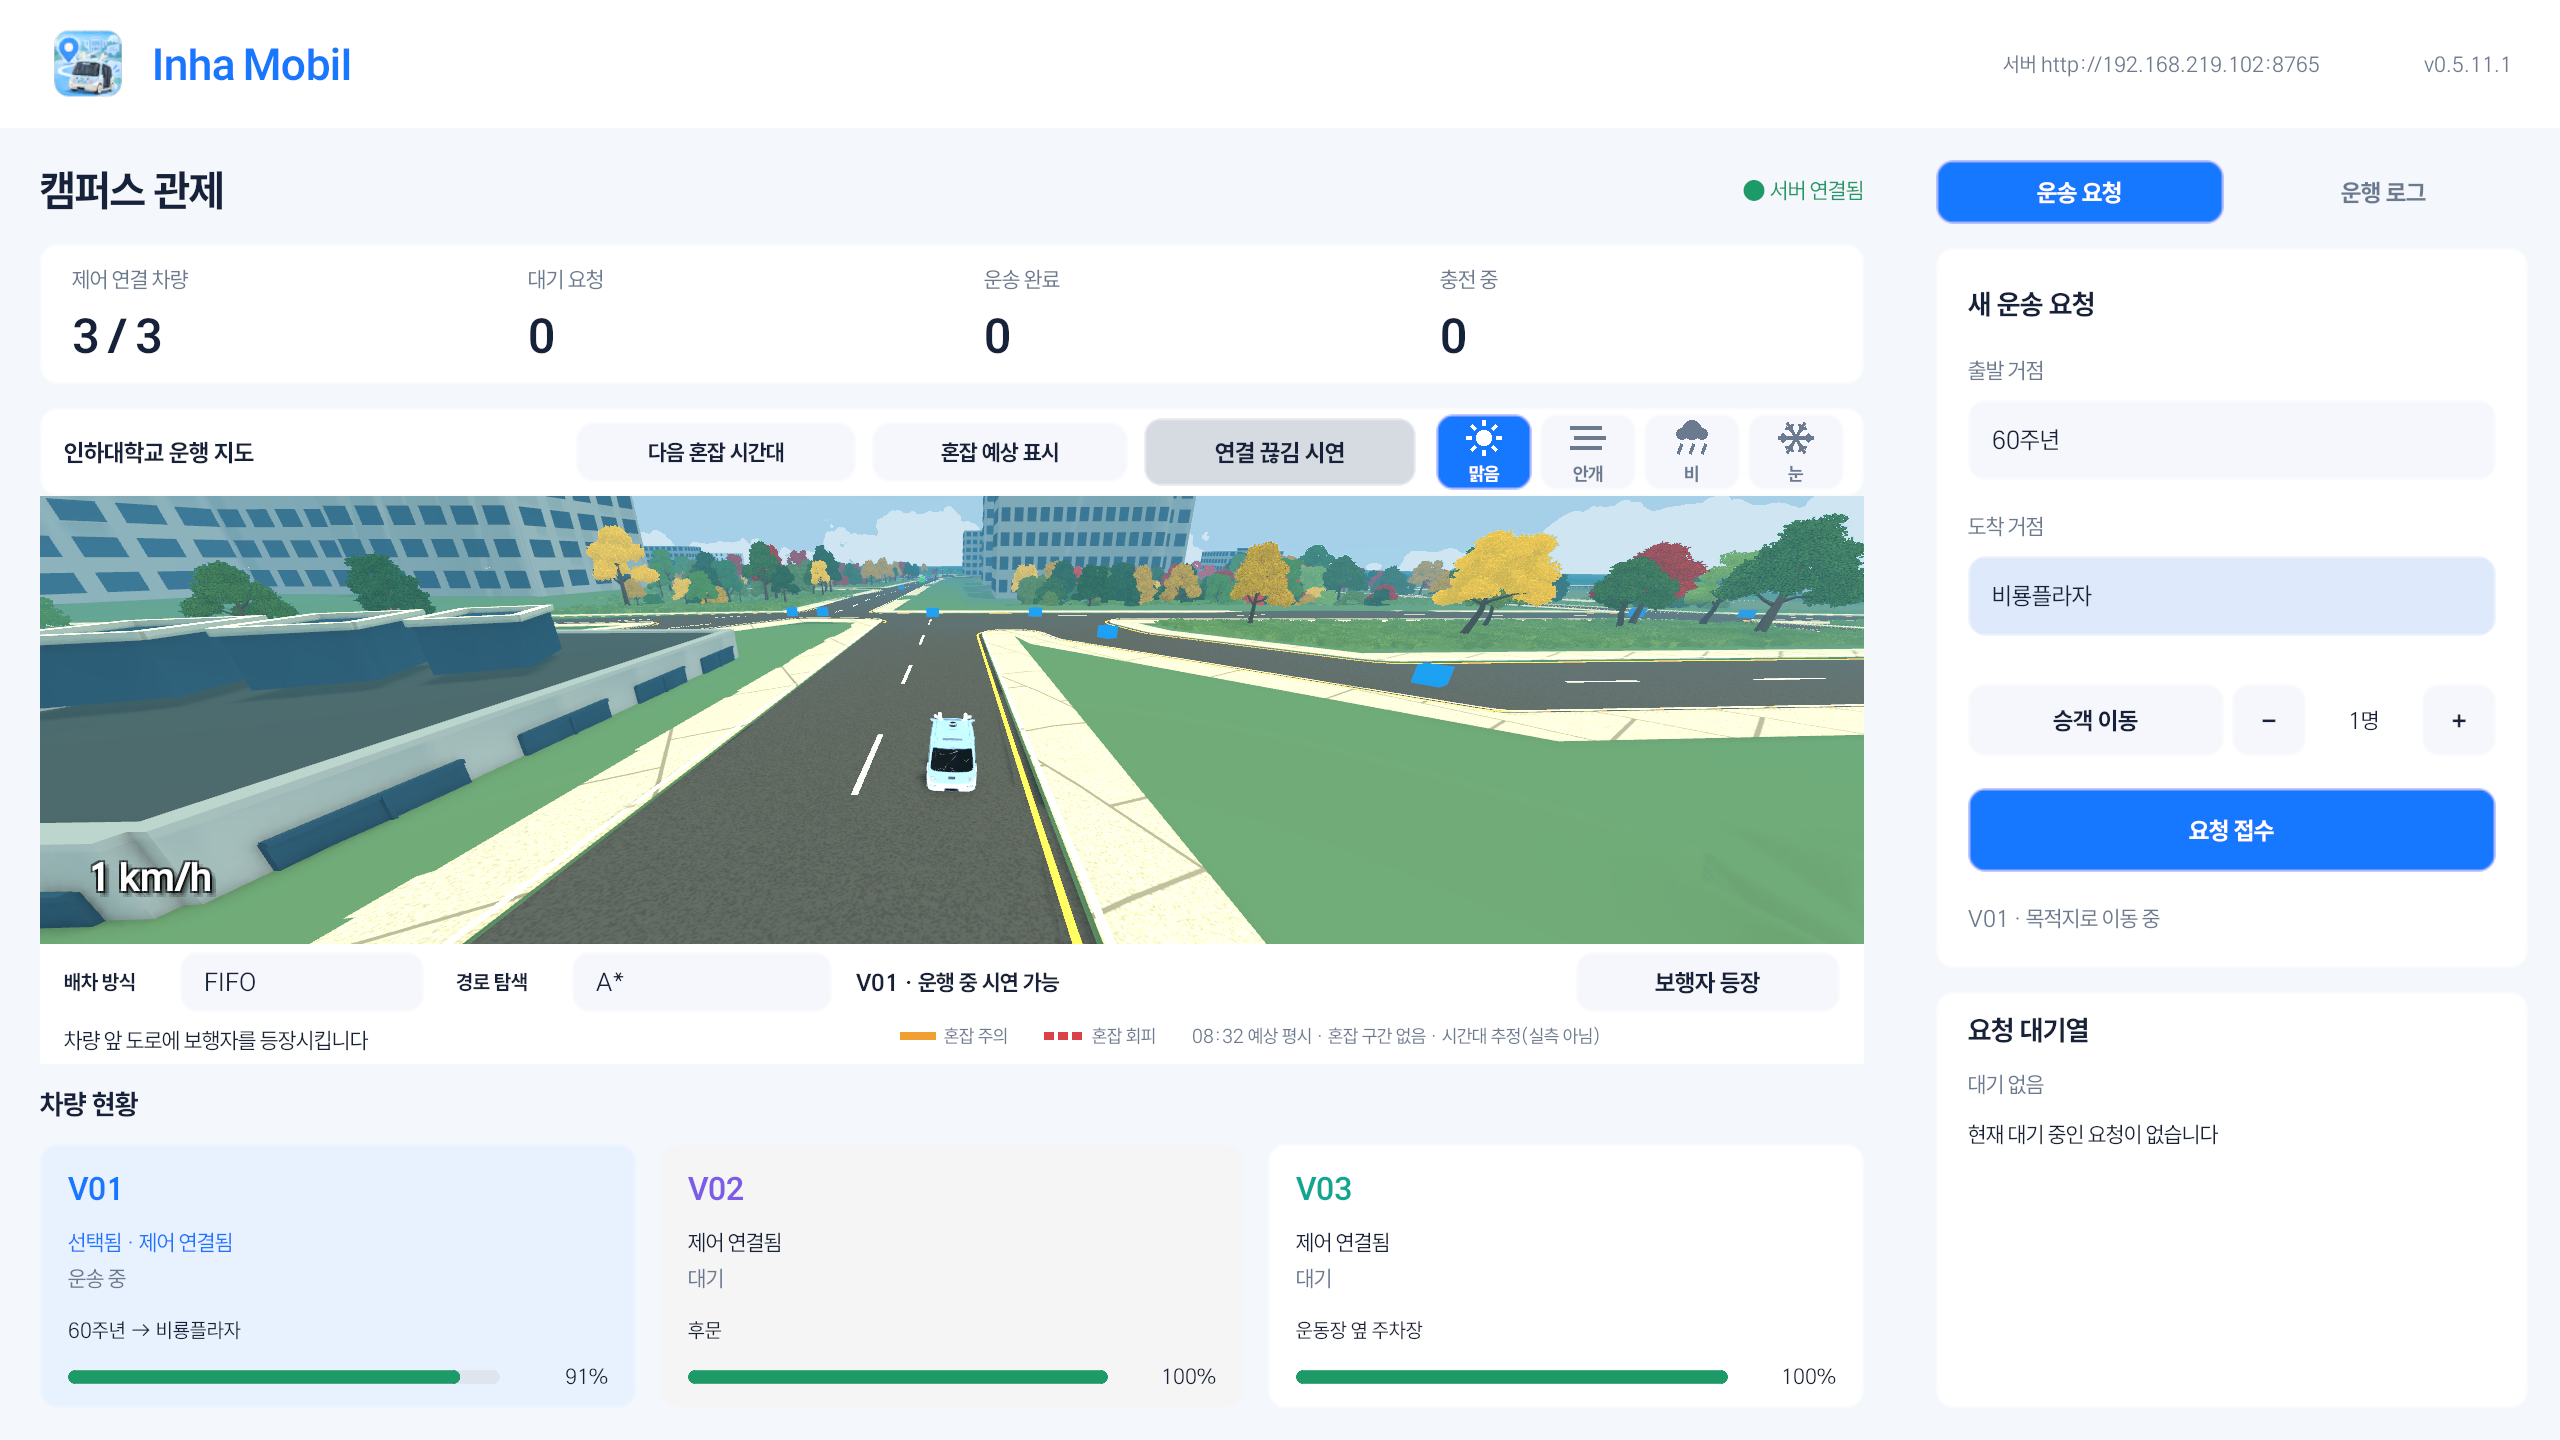 Inha Mobil
서버 http://192.168.219.102:8765
v0.5.11.1
캠퍼스 관제
서버 연결됨
제어 연결 차량
3 / 3
대기 요청
0
운송 완료
0
충전 중
0
인하대학교 운행 지도
다음 혼잡 시간대
혼잡 예상 표시
연결 끊김 시연
맑음
안개
비
눈
1 km/h
배차 방식
FIFO
경로 탐색
A*
V01 · 운행 중 시연 가능
보행자 등장
차량 앞 도로에 보행자를 등장시킵니다
혼잡 주의
혼잡 회피
08:32 예상 평시 · 혼잡 구간 없음 · 시간대 추정(실측 아님)
차량 현황
V01
선택됨 · 제어 연결됨
운송 중
60주년 → 비룡플라자
91%
V02
제어 연결됨
대기
후문
100%
V03
제어 연결됨
대기
운동장 옆 주차장
100%
운송 요청
운행 로그
새 운송 요청
출발 거점
60주년
도착 거점
비룡플라자
승객 이동
−
1명
+
요청 접수
V01 · 목적지로 이동 중
요청 대기열
대기 없음
현재 대기 중인 요청이 없습니다